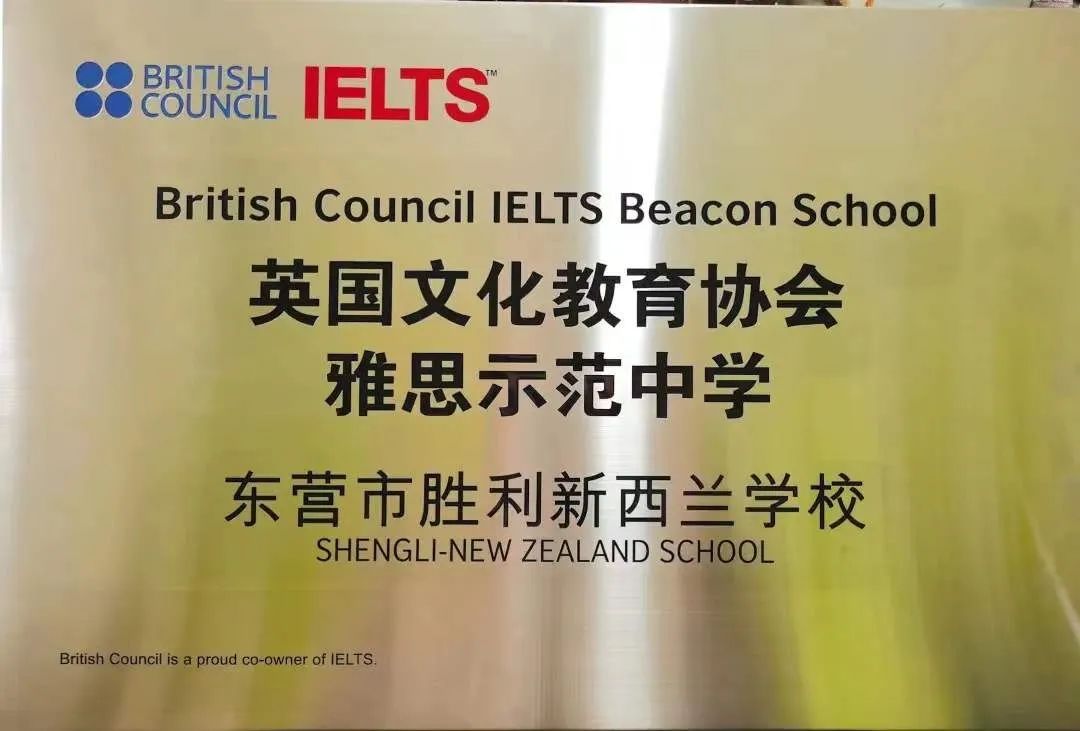 BRITISH
COUNCIL
IELTS™
British Council IELTS Beacon School
英国文化教育协会
雅思示范中学
东营市胜利新西兰学校
SHENGLI-NEW ZEALAND SCHOOL
British Council is a proud co-owner of IELTS.